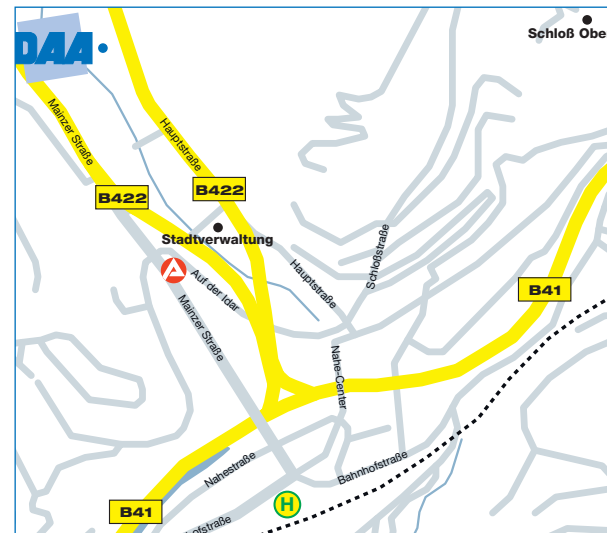 Schloß Obe
DAA
Mainzer Straße
Hauptstraße
B422
B422
Stadtverwaltung
Schloßstraße
Hauptstraße
Auf der Idar
B41
Mainzer Straße
Nahe-Center
Nahestraße
Bahnhofstraße
H
B41
hofstraße